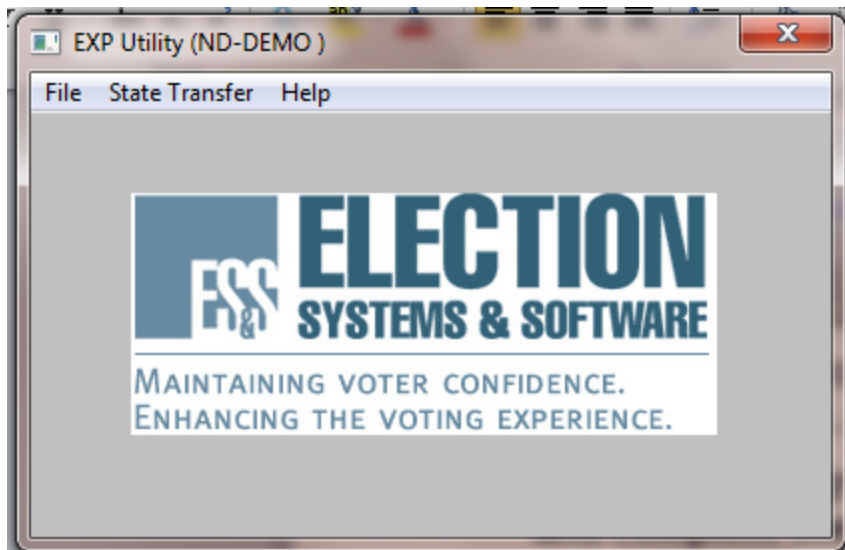 EXP Utility (ND-DEMO )
File State Transfer Help
ES&S
ELECTION
SYSTEMS & SOFTWARE
MAINTAINING VOTER CONFIDENCE.
ENHANCING THE VOTING EXPERIENCE.